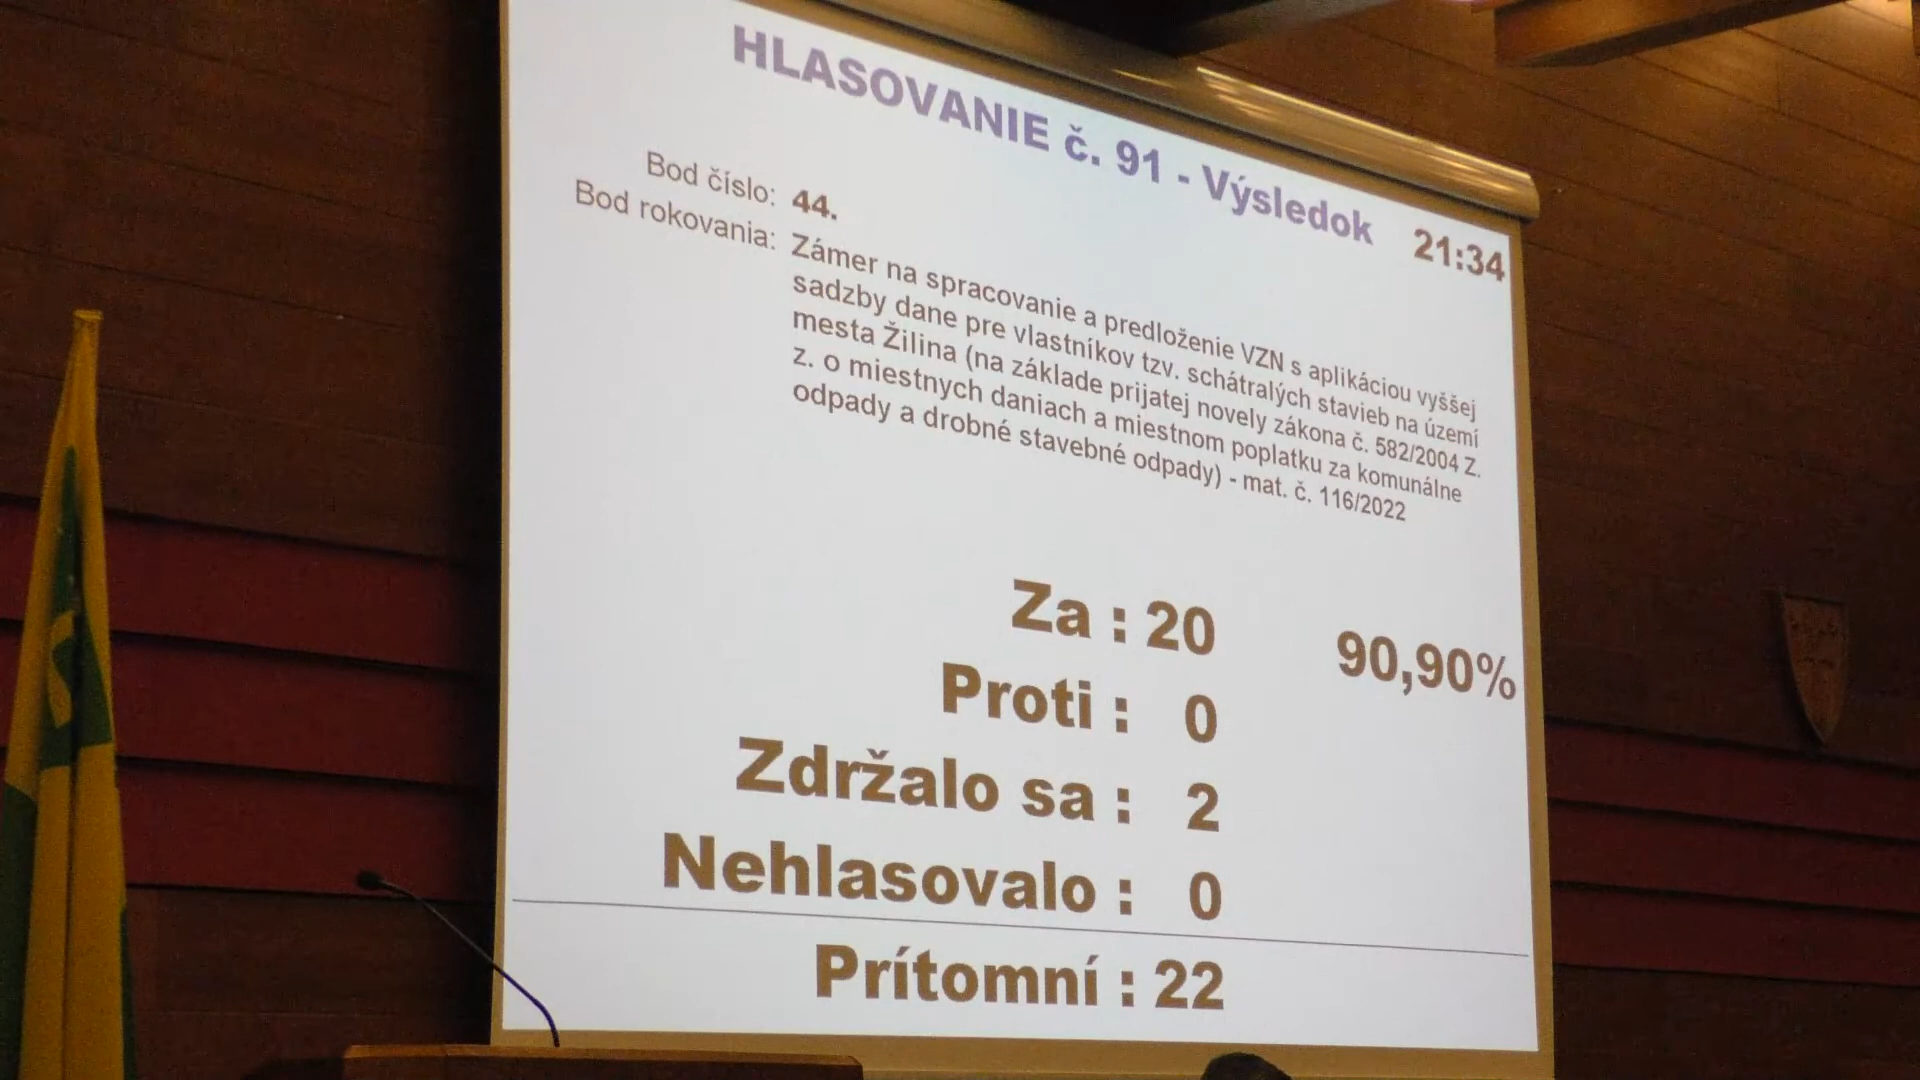 HLASOVANIE č. 91 - Výsledok 21:34
Bod číslo: 44.
Bod rokovania: Zámer na spracovanie a predloženie VZN s aplikáciou vyššej
sadzby dane pre vlastníkov tzv. schátralých stavieb na území
mesta Žilina (na základe prijatej novely zákona č. 582/2004 Z.
z. o miestnych daniach a miestnom poplatku za komunálne
odpady a drobné stavebné odpady) - mat. č. 116/2022
Za : 20 90,90%
Proti : 0
Zdržalo sa : 2
Nehlasovalo : 0
Prítomní : 22